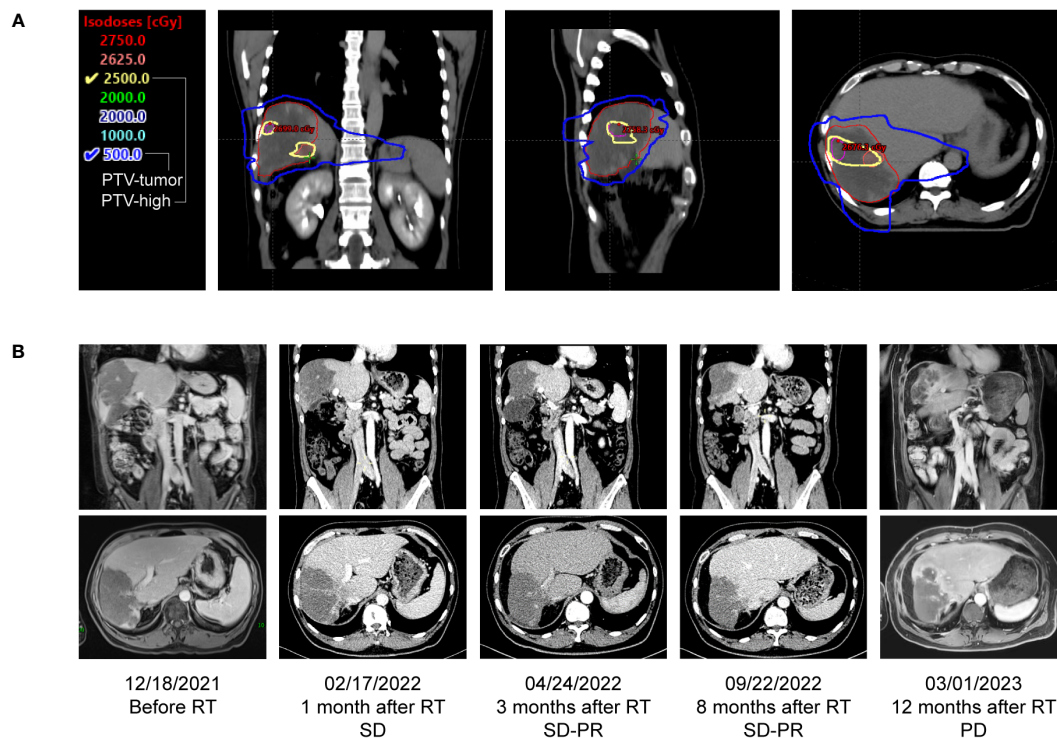 A
Isodoses [cGy]
2750.0
2625.0
✔ 2500.0
2000.0
2000.0
1000.0
✔ 500.0
PTV-tumor
PTV-high
B
12/18/2021
Before RT
02/17/2022
1 month after RT
SD
04/24/2022
3 months after RT
SD-PR
09/22/2022
8 months after RT
SD-PR
03/01/2023
12 months after RT
PD